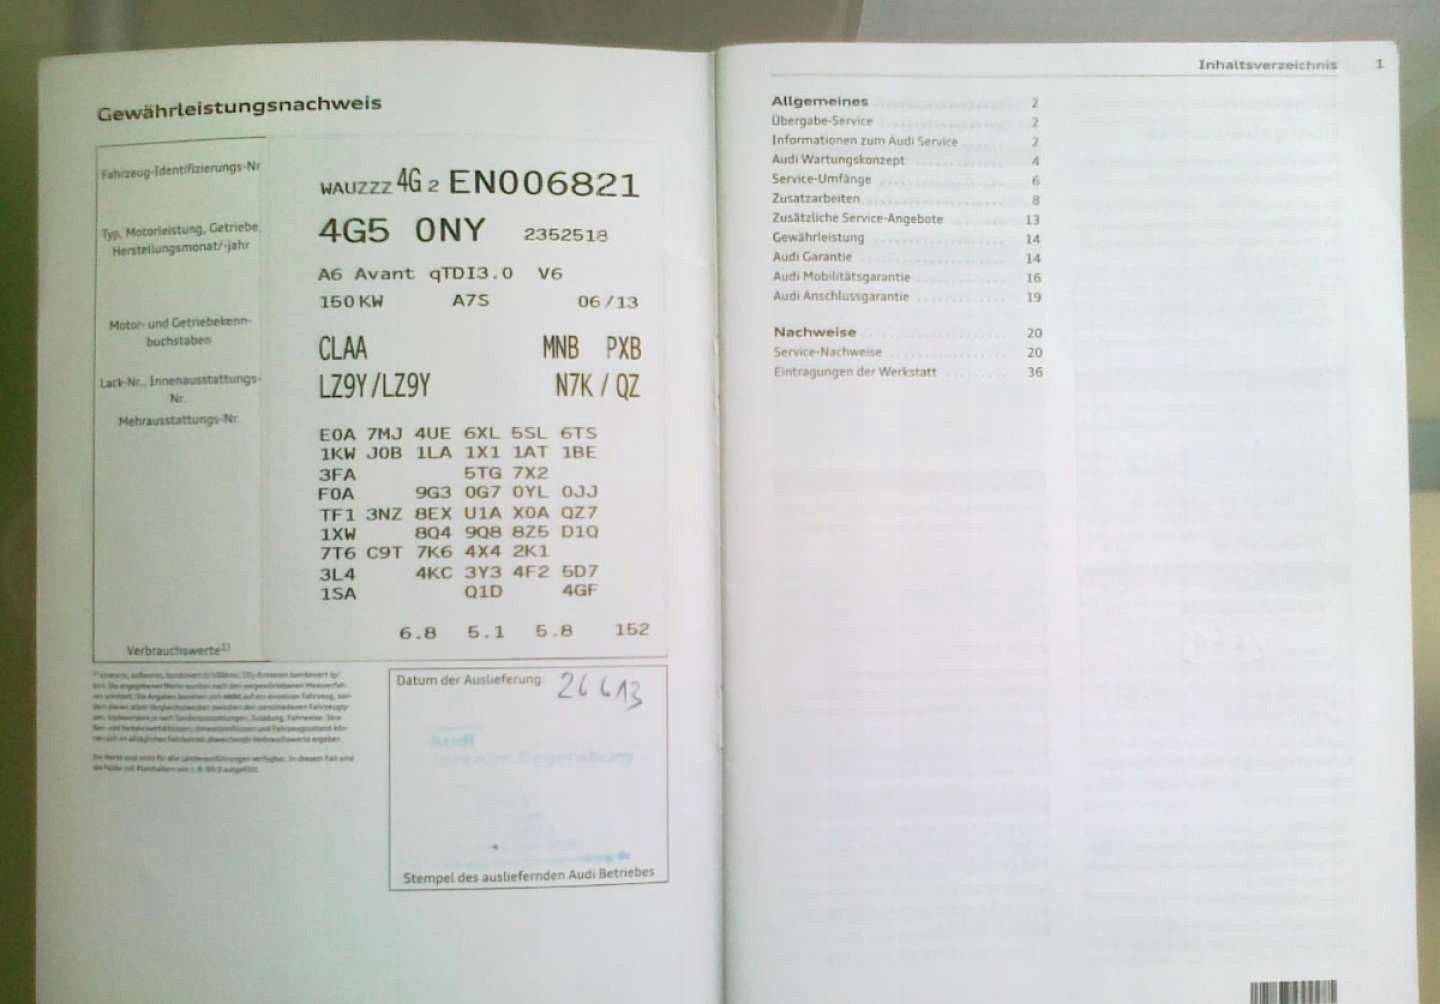 Gewährleistungsnachweis
Fahrzeug-Identifizierungs-Nr
WAUZZZ 4G 2 EN006821
Typ, Motorleistung, Getriebe,
Herstellungsmonat/-jahr
4G5 0NY 2352518
A6 Avant qTDI3.0 V6
150 KW A7S 06/13
Motor- und Getriebekenn-
buchstaben
CLAA MNB PXB
Lack-Nr., Innenausstattungs-
Nr.
LZ9Y/LZ9Y N7K / QZ
Mehrausstattungs-Nr.
E0A 7MJ 4UE 6XL 5SL 6TS
1KW J0B 1LA 1X1 1AT 1BE
3FA 5TG 7X2
F0A 9G3 0G7 0YL 0JJ
TF1 3NZ 8EX U1A X0A QZ7
1XW 8Q4 9Q8 8Z5 D1Q
7T6 C9T 7K6 4X4 2K1
3L4 4KC 3Y3 4F2 5D7
1SA Q1D 4GF
Verbrauchswerte1)
6.8 5.1 5.8 152
Datum der Auslieferung 26 6 13
Audi
Stempel des ausliefernden Audi Betriebes
Inhaltsverzeichnis 1
Allgemeines 2
Übergabe-Service 2
Informationen zum Audi Service 2
Audi Wartungskonzept 4
Service-Umfänge 6
Zusatzarbeiten 8
Zusätzliche Service-Angebote 13
Gewährleistung 14
Audi Garantie 14
Audi Mobilitätsgarantie 16
Audi Anschlussgarantie 19
Nachweise 20
Service-Nachweise 20
Eintragungen der Werkstatt 36